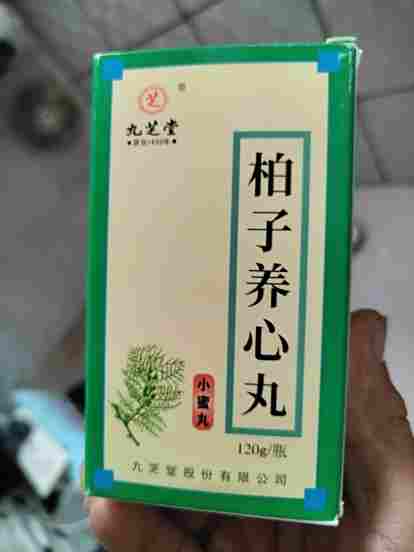 芝
九芝堂
柏子养心丸
小蜜丸
120g/瓶
九芝堂股份有限公司